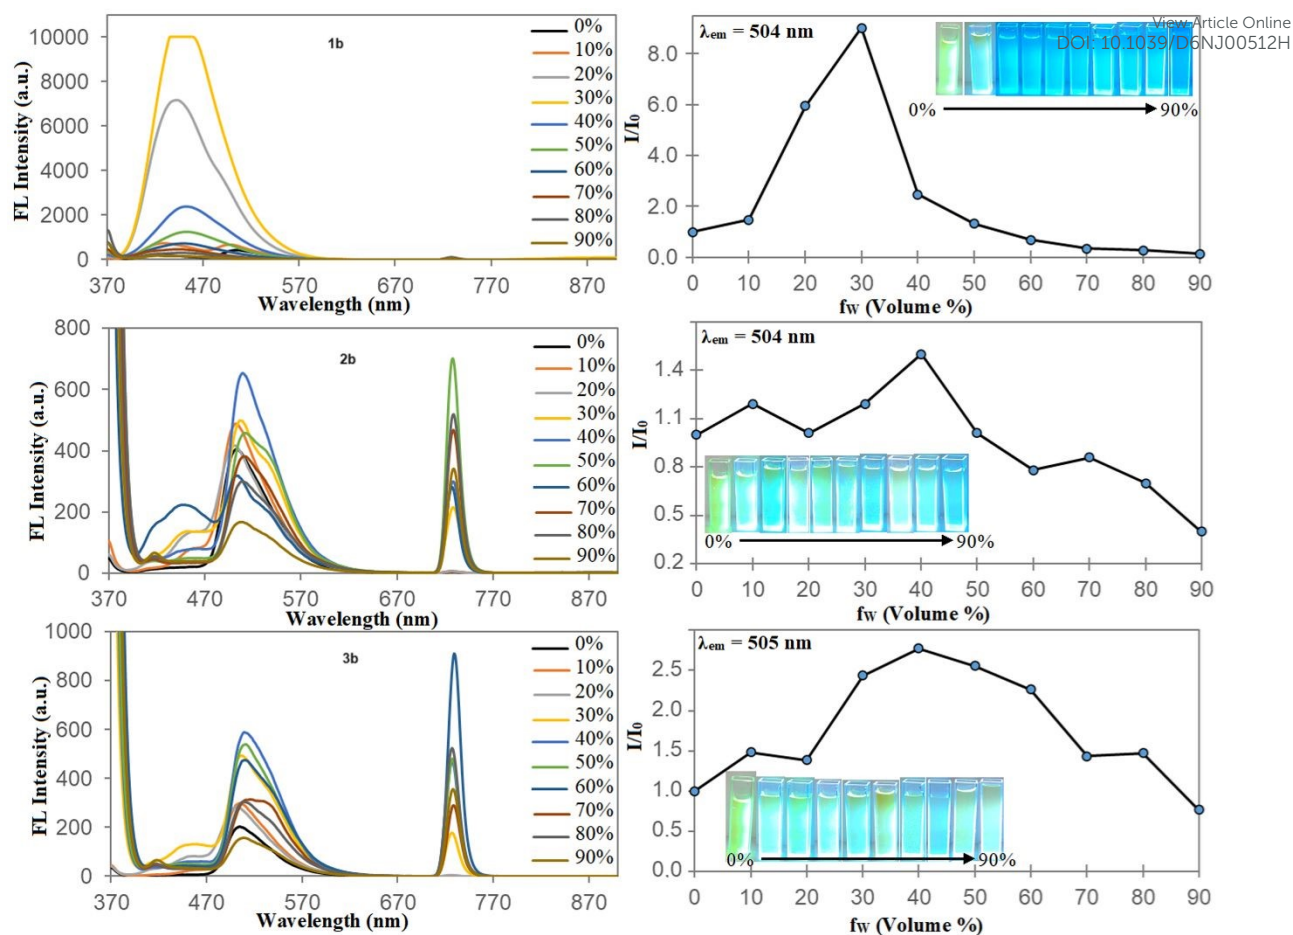 View Article Online
DOI: 10.1039/D6NJ00512H
FL Intensity (a.u.)
10000
8000
6000
4000
2000
0
1b
0%
10%
20%
30%
40%
50%
60%
70%
80%
90%
370 470 570 670 770 870
Wavelength (nm)
I/I0
8.0
6.0
4.0
2.0
0.0
λem = 504 nm
0% 90%
0 10 20 30 40 50 60 70 80 90
fW (Volume %)
FL Intensity (a.u.)
800
600
400
200
0
2b
0%
10%
20%
30%
40%
50%
60%
70%
80%
90%
370 470 570 670 770 870
Wavelength (nm)
I/I0
1.4
1.1
0.8
0.5
0.2
λem = 504 nm
0% 90%
0 10 20 30 40 50 60 70 80 90
fW (Volume %)
FL Intensity (a.u.)
1000
800
600
400
200
0
3b
0%
10%
20%
30%
40%
50%
60%
70%
80%
90%
370 470 570 670 770 870
Wavelength (nm)
I/I0
2.5
2.0
1.5
1.0
0.5
0.0
λem = 505 nm
0% 90%
0 10 20 30 40 50 60 70 80 90
fW (Volume %)